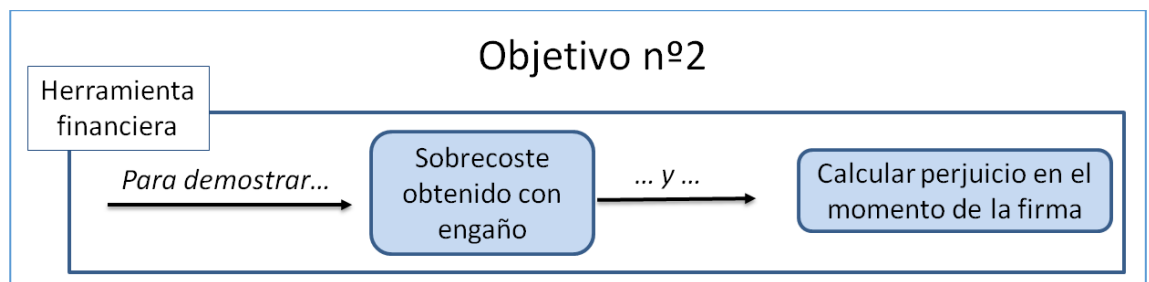 Objetivo nº2
Herramienta
financiera
Para demostrar...
Sobrecoste
obtenido con
engaño
... y ...
Calcular perjuicio en el
momento de la firma